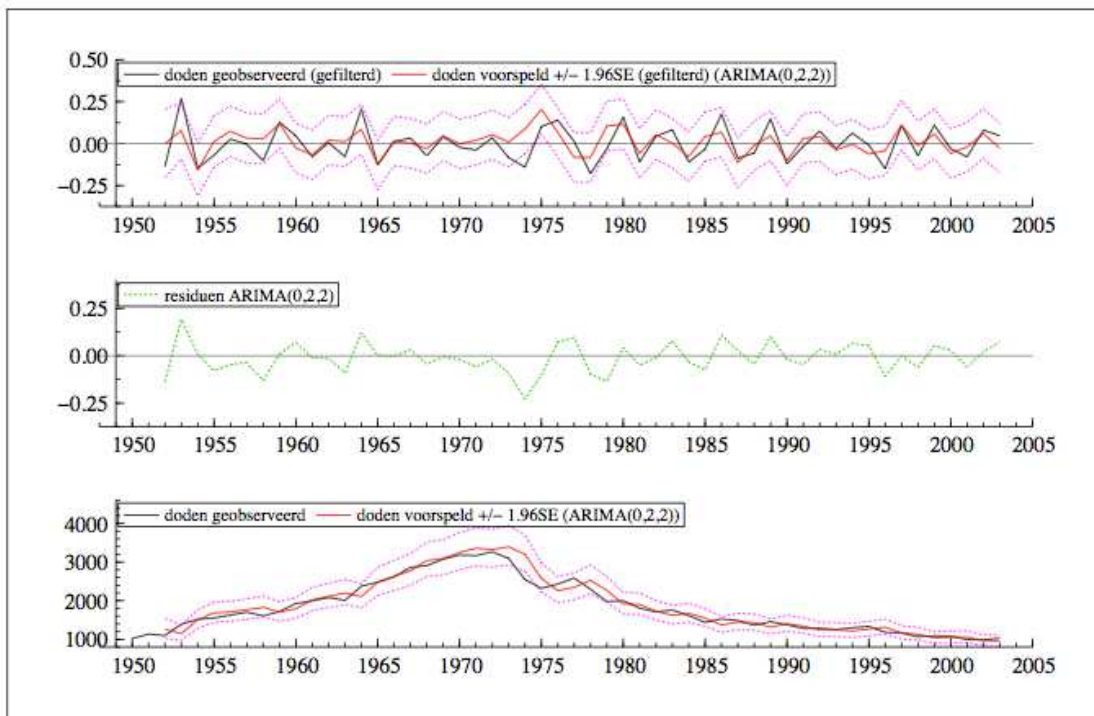 0.50
doden geobserveerd (gefilterd) doden voorspeld +/− 1.96SE (gefilterd) (ARIMA(0,2,2))
0.25
0.00
−0.25
1950 1955 1960 1965 1970 1975 1980 1985 1990 1995 2000 2005
residuen ARIMA(0,2,2)
0.25
0.00
−0.25
1950 1955 1960 1965 1970 1975 1980 1985 1990 1995 2000 2005
doden geobserveerd doden voorspeld +/− 1.96SE (ARIMA(0,2,2))
4000
3000
2000
1000
1950 1955 1960 1965 1970 1975 1980 1985 1990 1995 2000 2005